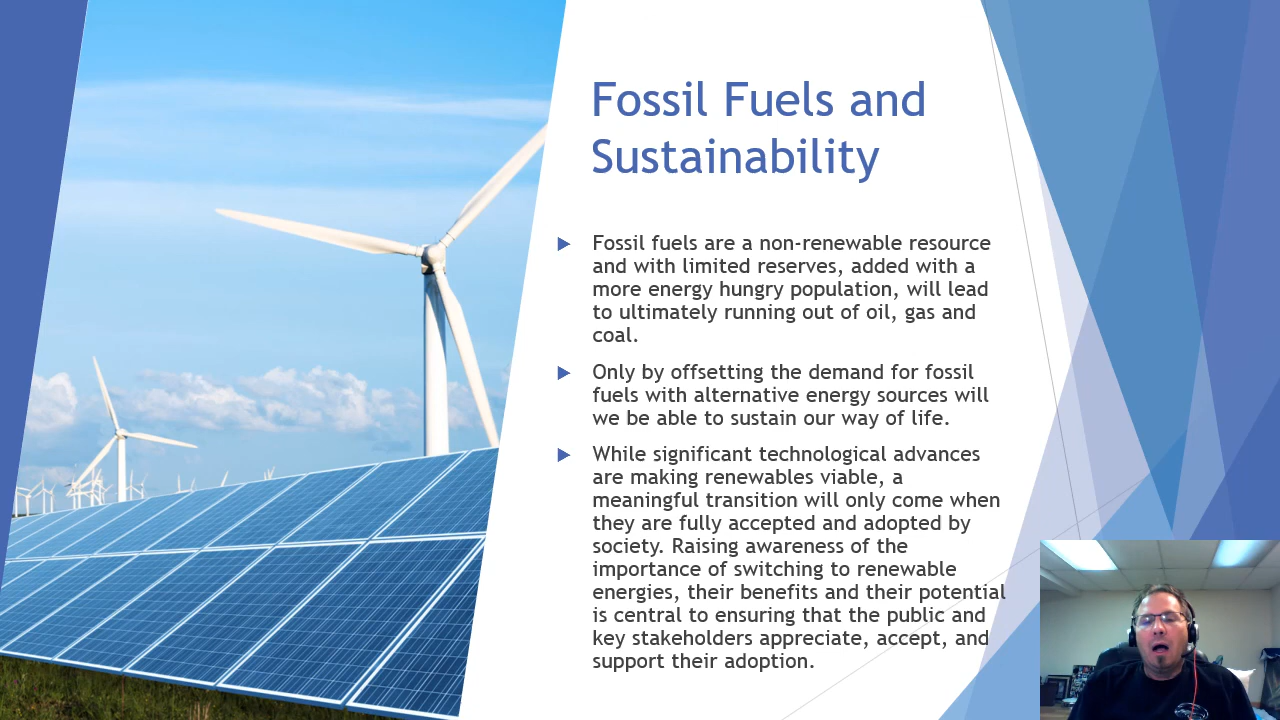 Fossil Fuels and
Sustainability
Fossil fuels are a non-renewable resource
and with limited reserves, added with a
more energy hungry population, will lead
to ultimately running out of oil, gas and
coal.
Only by offsetting the demand for fossil
fuels with alternative energy sources will
we be able to sustain our way of life.
While significant technological advances
are making renewables viable, a
meaningful transition will only come when
they are fully accepted and adopted by
society. Raising awareness of the
importance of switching to renewable
energies, their benefits and their potential
is central to ensuring that the public and
key stakeholders appreciate, accept, and
support their adoption.